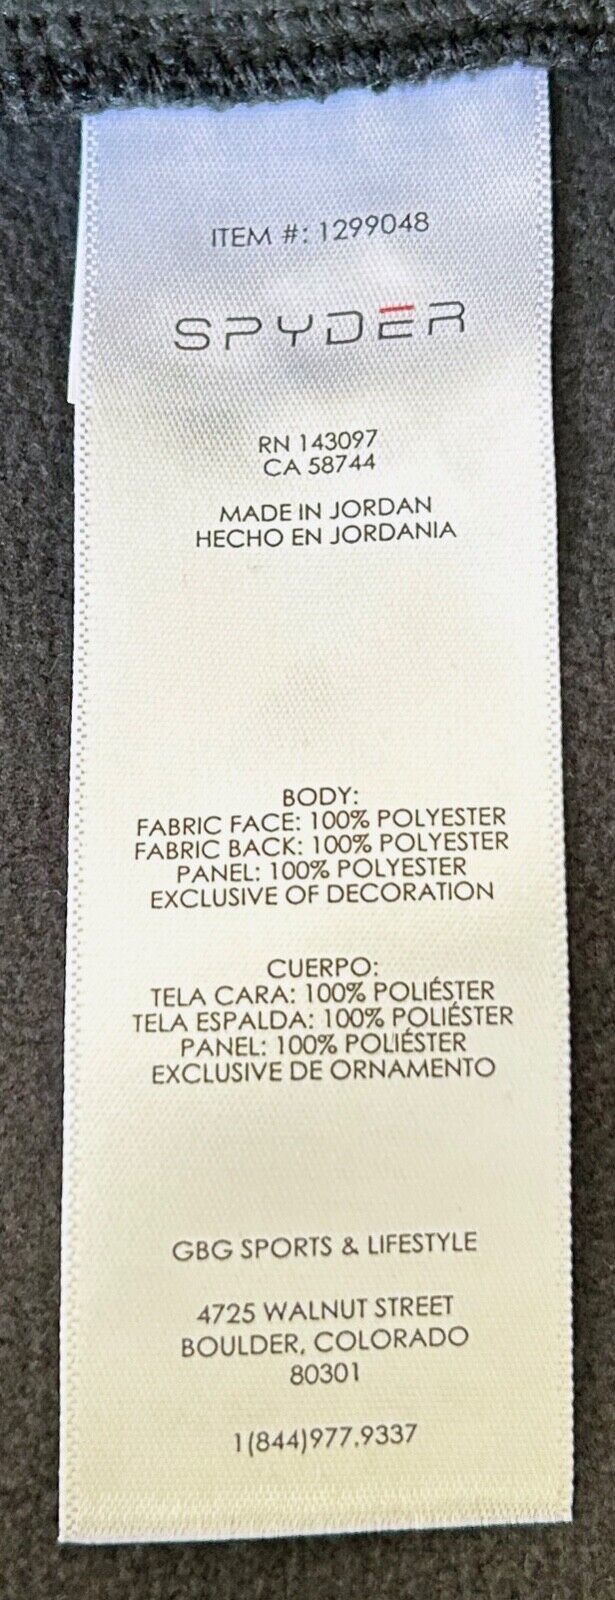 ITEM #: 1299048
SPYDER
RN 143097
CA 58744
MADE IN JORDAN
HECHO EN JORDANIA
BODY:
FABRIC FACE: 100% POLYESTER
FABRIC BACK: 100% POLYESTER
PANEL: 100% POLYESTER
EXCLUSIVE OF DECORATION
CUERPO:
TELA CARA: 100% POLIÉSTER
TELA ESPALDA: 100% POLIÉSTER
PANEL: 100% POLIÉSTER
EXCLUSIVE DE ORNAMENTO
GBG SPORTS & LIFESTYLE
4725 WALNUT STREET
BOULDER, COLORADO
80301
1(844)977.9337